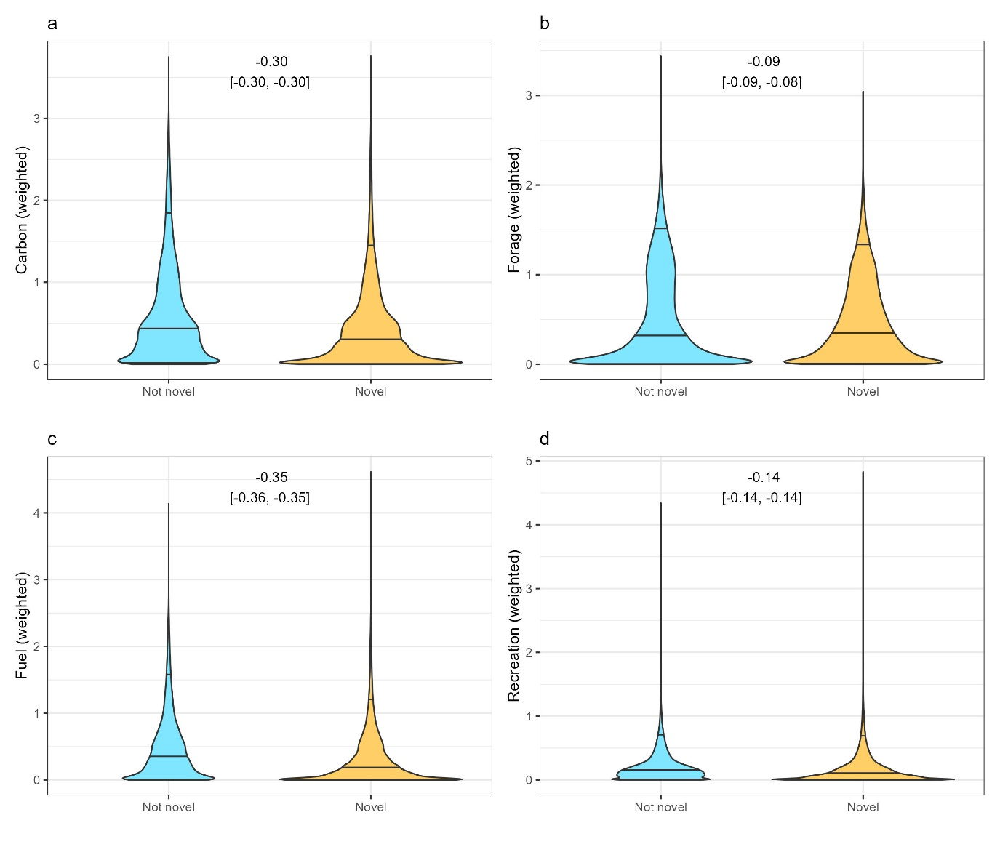 a
-0.30
[-0.30, -0.30]
Carbon (weighted)
3
2
1
0
Not novel
Novel
b
-0.09
[-0.09, -0.08]
Forage (weighted)
3
2
1
0
Not novel
Novel
c
-0.35
[-0.36, -0.35]
Fuel (weighted)
4
3
2
1
0
Not novel
Novel
d
-0.14
[-0.14, -0.14]
Recreation (weighted)
5
4
3
2
1
0
Not novel
Novel